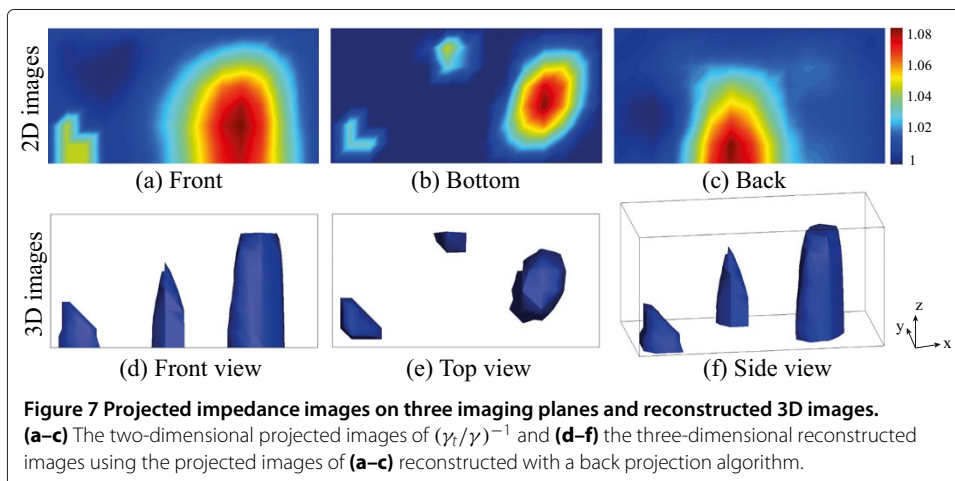 2D images
1.08
1.06
1.04
1.02
1
(a) Front
(b) Bottom
(c) Back
3D images
z
y
x
(d) Front view
(e) Top view
(f) Side view
Figure 7 Projected impedance images on three imaging planes and reconstructed 3D images.
(a–c) The two-dimensional projected images of (γt/γ)−1 and (d–f) the three-dimensional reconstructed
images using the projected images of (a–c) reconstructed with a back projection algorithm.